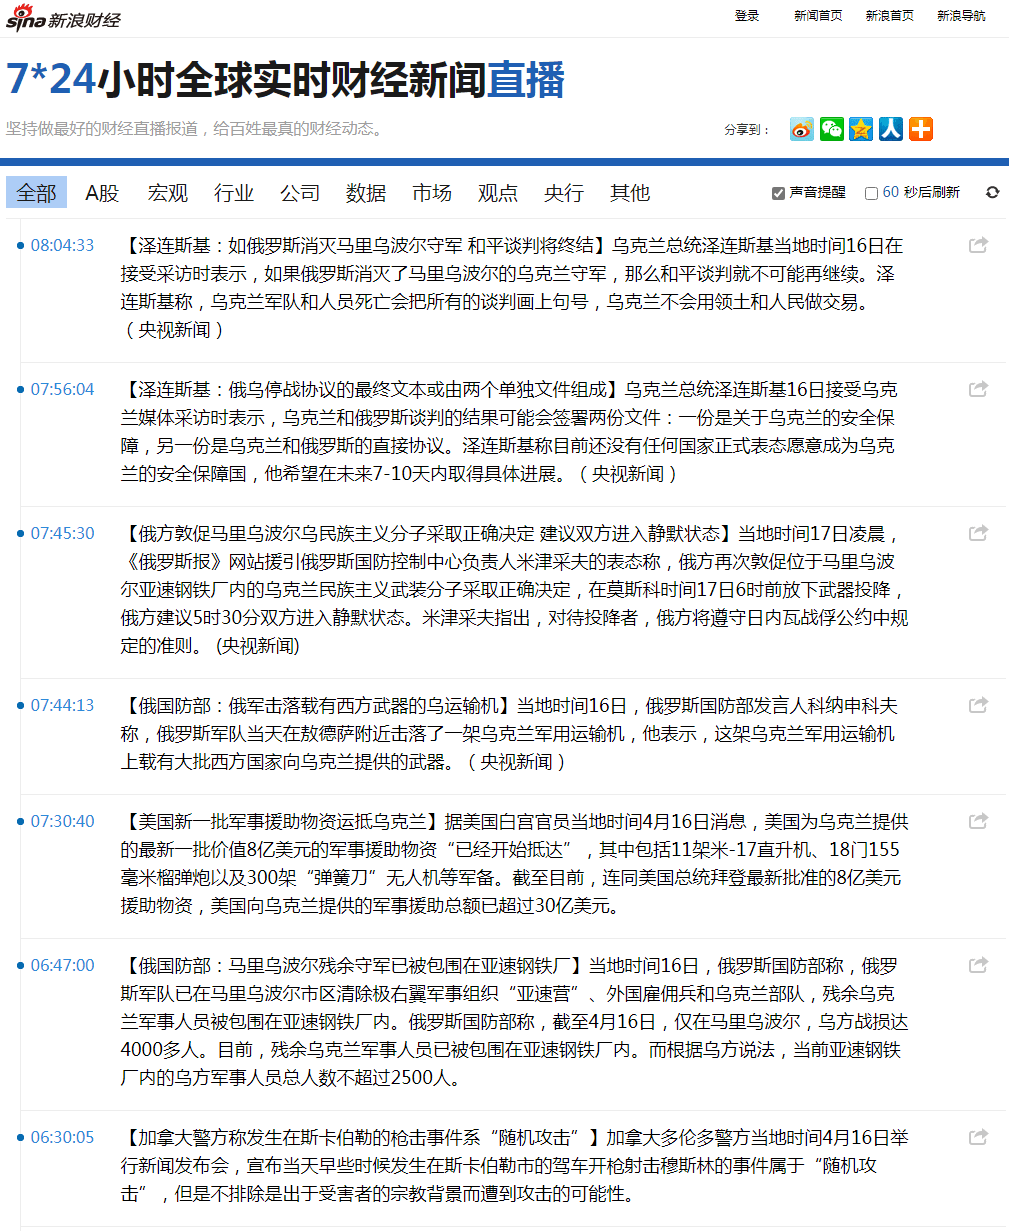 sina新浪财经
登录 新闻首页 新浪首页 新浪导航
7*24小时全球实时财经新闻直播
坚持做最好的财经直播报道，给百姓最真的财经动态。
分享到：
全部 A股 宏观 行业 公司 数据 市场 观点 央行 其他 声音提醒 60 秒后刷新
08:04:33 【泽连斯基：如俄罗斯消灭马里乌波尔守军 和平谈判将终结】乌克兰总统泽连斯基当地时间16日在
接受采访时表示，如果俄罗斯消灭了马里乌波尔的乌克兰守军，那么和平谈判就不可能再继续。泽
连斯基称，乌克兰军队和人员死亡会把所有的谈判画上句号，乌克兰不会用领土和人民做交易。
（央视新闻）
07:56:04 【泽连斯基：俄乌停战协议的最终文本或由两个单独文件组成】乌克兰总统泽连斯基16日接受乌克
兰媒体采访时表示，乌克兰和俄罗斯谈判的结果可能会签署两份文件：一份是关于乌克兰的安全保
障，另一份是乌克兰和俄罗斯的直接协议。泽连斯基称目前还没有任何国家正式表态愿意成为乌克
兰的安全保障国，他希望在未来7-10天内取得具体进展。（央视新闻）
07:45:30 【俄方敦促马里乌波尔乌民族主义分子采取正确决定 建议双方进入静默状态】当地时间17日凌晨，
《俄罗斯报》网站援引俄罗斯国防控制中心负责人米津采夫的表态称，俄方再次敦促位于马里乌波
尔亚速钢铁厂内的乌克兰民族主义武装分子采取正确决定，在莫斯科时间17日6时前放下武器投降，
俄方建议5时30分双方进入静默状态。米津采夫指出，对待投降者，俄方将遵守日内瓦战俘公约中规
定的准则。 (央视新闻)
07:44:13 【俄国防部：俄军击落载有西方武器的乌运输机】当地时间16日，俄罗斯国防部发言人科纳申科夫
称，俄罗斯军队当天在敖德萨附近击落了一架乌克兰军用运输机，他表示，这架乌克兰军用运输机
上载有大批西方国家向乌克兰提供的武器。（央视新闻）
07:30:40 【美国新一批军事援助物资运抵乌克兰】据美国白宫官员当地时间4月16日消息，美国为乌克兰提供
的最新一批价值8亿美元的军事援助物资“已经开始抵达”，其中包括11架米-17直升机、18门155
毫米榴弹炮以及300架“弹簧刀”无人机等军备。截至目前，连同美国总统拜登最新批准的8亿美元
援助物资，美国向乌克兰提供的军事援助总额已超过30亿美元。
06:47:00 【俄国防部：马里乌波尔残余守军已被包围在亚速钢铁厂】当地时间16日，俄罗斯国防部称，俄罗
斯军队已在马里乌波尔市区清除极右翼军事组织“亚速营”、外国雇佣兵和乌克兰部队，残余乌克
兰军事人员被包围在亚速钢铁厂内。俄罗斯国防部称，截至4月16日，仅在马里乌波尔，乌方战损达
4000多人。目前，残余乌克兰军事人员已被包围在亚速钢铁厂内。而根据乌方说法，当前亚速钢铁
厂内的乌方军事人员总人数不超过2500人。
06:30:05 【加拿大警方称发生在斯卡伯勒的枪击事件系“随机攻击”】加拿大多伦多警方当地时间4月16日举
行新闻发布会，宣布当天早些时候发生在斯卡伯勒市的驾车开枪射击穆斯林的事件属于“随机攻
击”，但是不排除是出于受害者的宗教背景而遭到攻击的可能性。